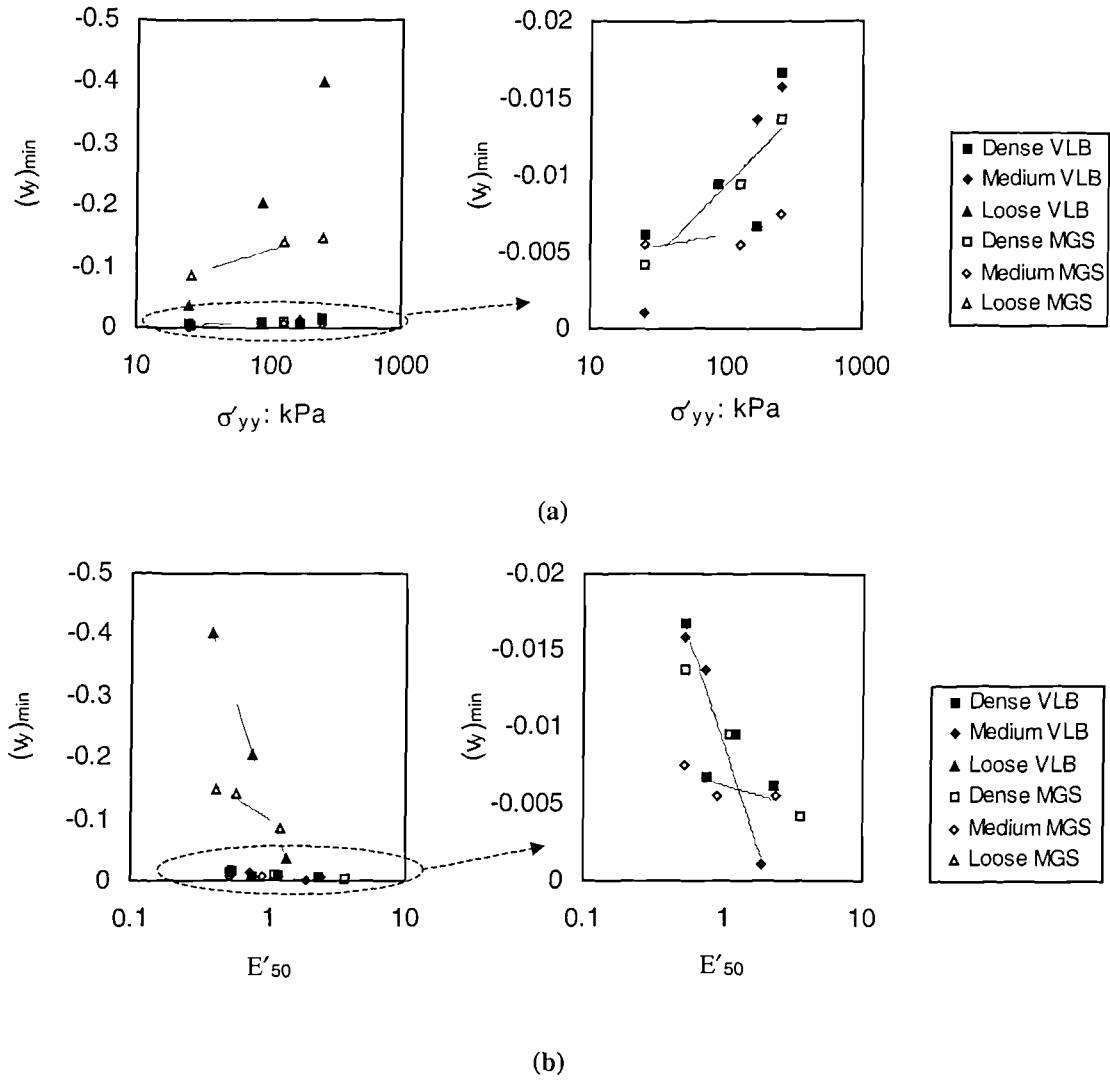 -0.5
-0.4
-0.3
-0.2
-0.1
0
(vy)min
10
100
1000
σ′yy: kPa
-0.02
-0.015
-0.01
-0.005
0
(vy)min
10
100
1000
σ′yy: kPa
Dense VLB
Medium VLB
Loose VLB
Dense MGS
Medium MGS
Loose MGS
(a)
-0.5
-0.4
-0.3
-0.2
-0.1
0
(vy)min
0.1
1
10
E′50
-0.02
-0.015
-0.01
-0.005
0
(vy)min
0.1
1
10
E′50
Dense VLB
Medium VLB
Loose VLB
Dense MGS
Medium MGS
Loose MGS
(b)